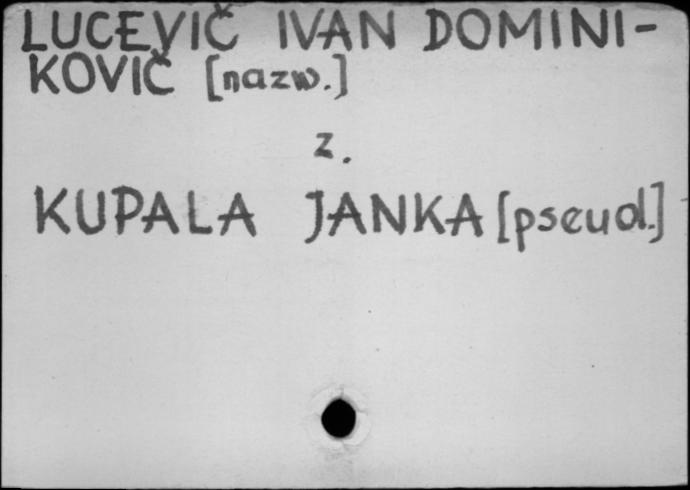 LUCEVIČ IVAN DOMINI-
KOVIČ [nazw.]
z.
KUPALA JANKA [pseud.]